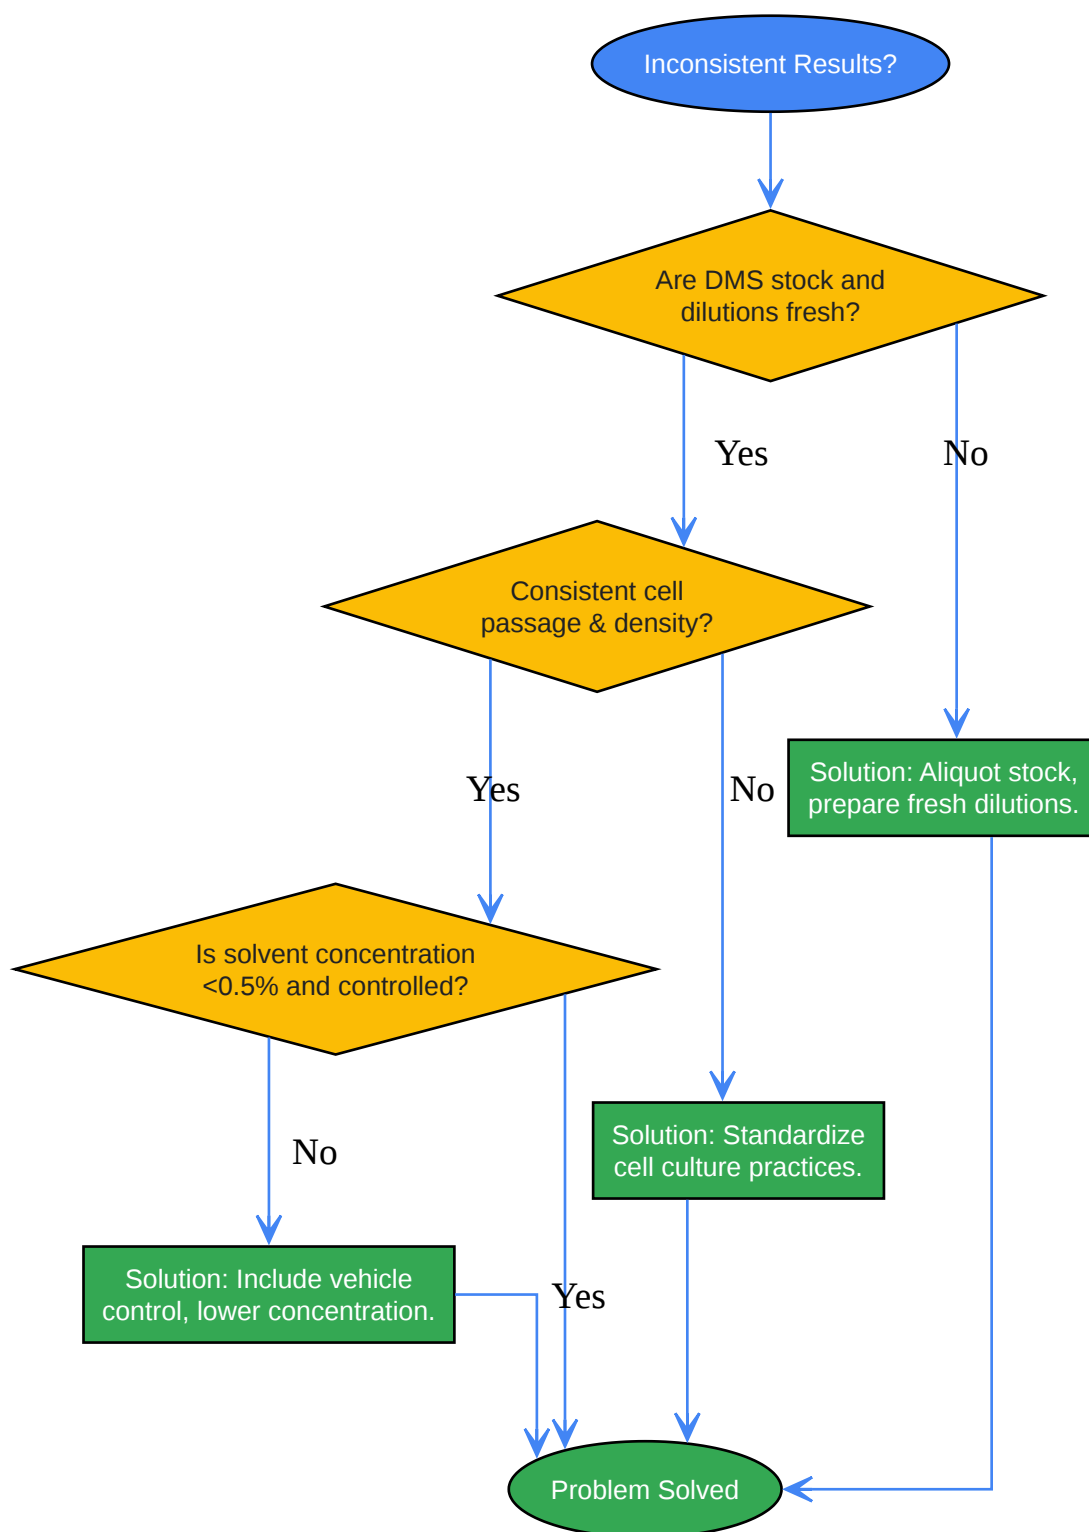 Inconsistent Results?
Are DMS stock and
dilutions fresh?
Yes
No
Consistent cell
passage & density?
Solution: Aliquot stock,
prepare fresh dilutions.
Yes
No
Is solvent concentration
<0.5% and controlled?
Solution: Standardize
cell culture practices.
No
Solution: Include vehicle
control, lower concentration.
Yes
Problem Solved